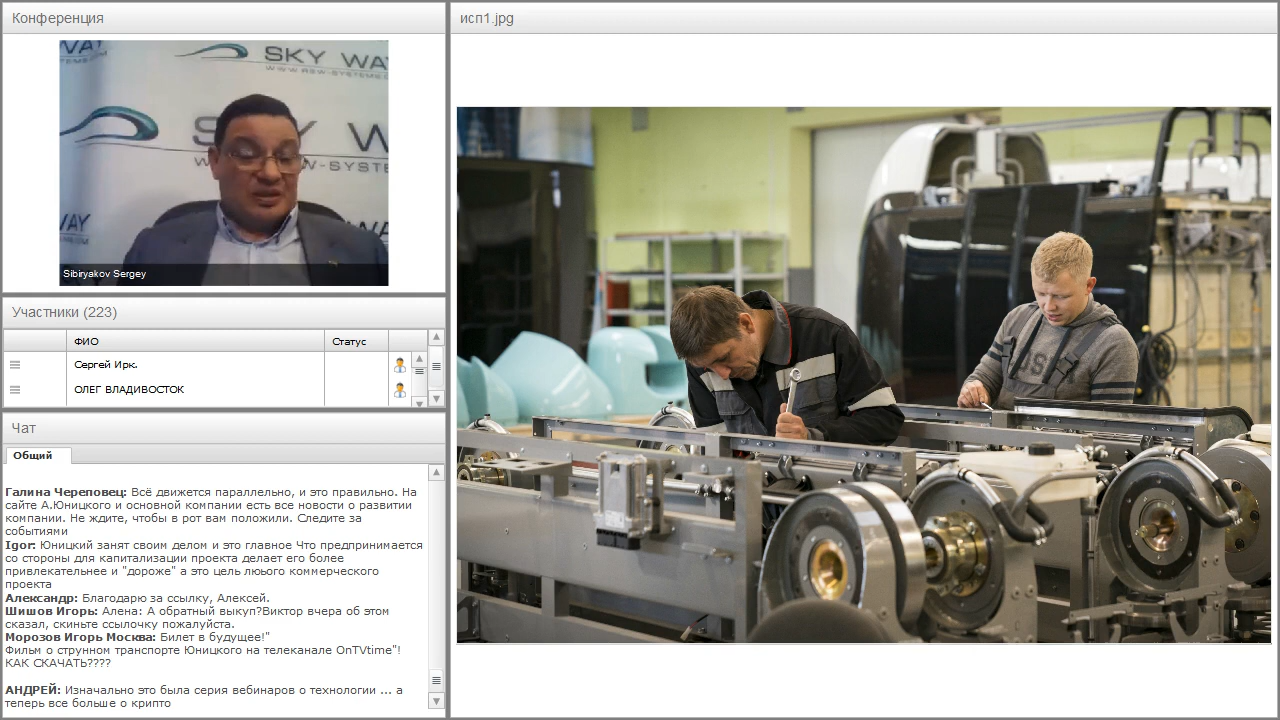 Конференция
WAY
SKY WA
WWW.RSW-SYSTEMS.COM
S
K W
W-SYSTE
WAY
Sibiryakov Sergey
Участники (223)
ФИО Статус
Сергей Ирк.
ОЛЕГ ВЛАДИВОСТОК
Чат
Общий
Галина Череповец: Всё движется параллельно, и это правильно. На
сайте А.Юницкого и основной компании есть все новости о развитии
компании. Не ждите, чтобы в рот вам положили. Следите за
событиями
Igor: Юницкий занят своим делом и это главное Что предпринимается
со стороны для капитализации проекта делает его более
привлекательнее и "дороже" а это цель люього коммерческого
проекта
Александр: Благодарю за ссылку, Алексей.
Шишов Игорь: Алена: А обратный выкуп?Виктор вчера об этом
сказал, скиньте ссылочку пожалуйста.
Морозов Игорь Москва: Билет в будущее!"
Фильм о струнном транспорте Юницкого на телеканале OnTVtime"!
КАК СКАЧАТЬ????
АНДРЕЙ: Изначально это была серия вебинаров о технологии ... а
теперь все больше о крипто
исп1.jpg